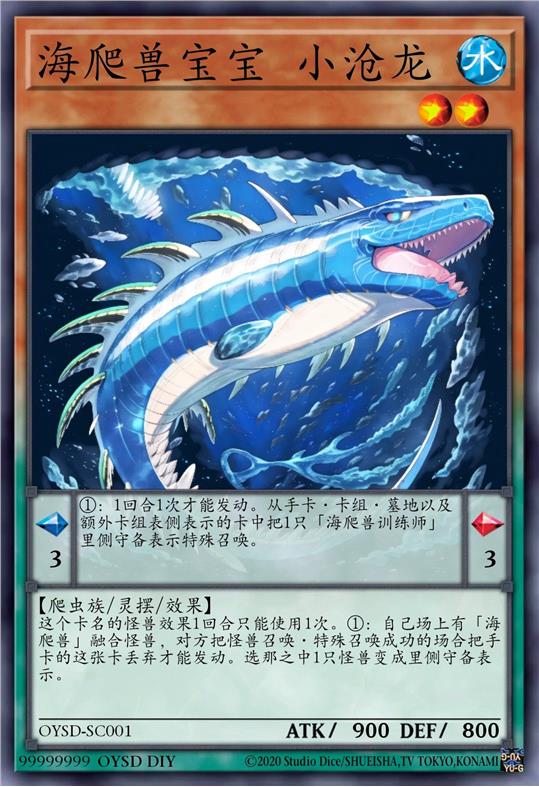 海爬兽宝宝 小沧龙
水
①：1回合1次才能发动。从手卡·卡组·墓地以及
额外卡组表侧表示的卡中把1只「海爬兽训练师」
里侧守备表示特殊召唤。
3
3
【爬虫族/灵摆/效果】
这个卡名的怪兽效果1回合只能使用1次。①：自己场上有「海
爬兽」融合怪兽，对方把怪兽召唤·特殊召唤成功的场合把手
卡的这张卡丢弃才能发动。选那之中1只怪兽变成里侧守备表
示。
OYSD-SC001
ATK/ 900 DEF/ 800
99999999 OYSD DIY
©2020 Studio Dice/SHUEISHA,TV TOKYO,KONAMI